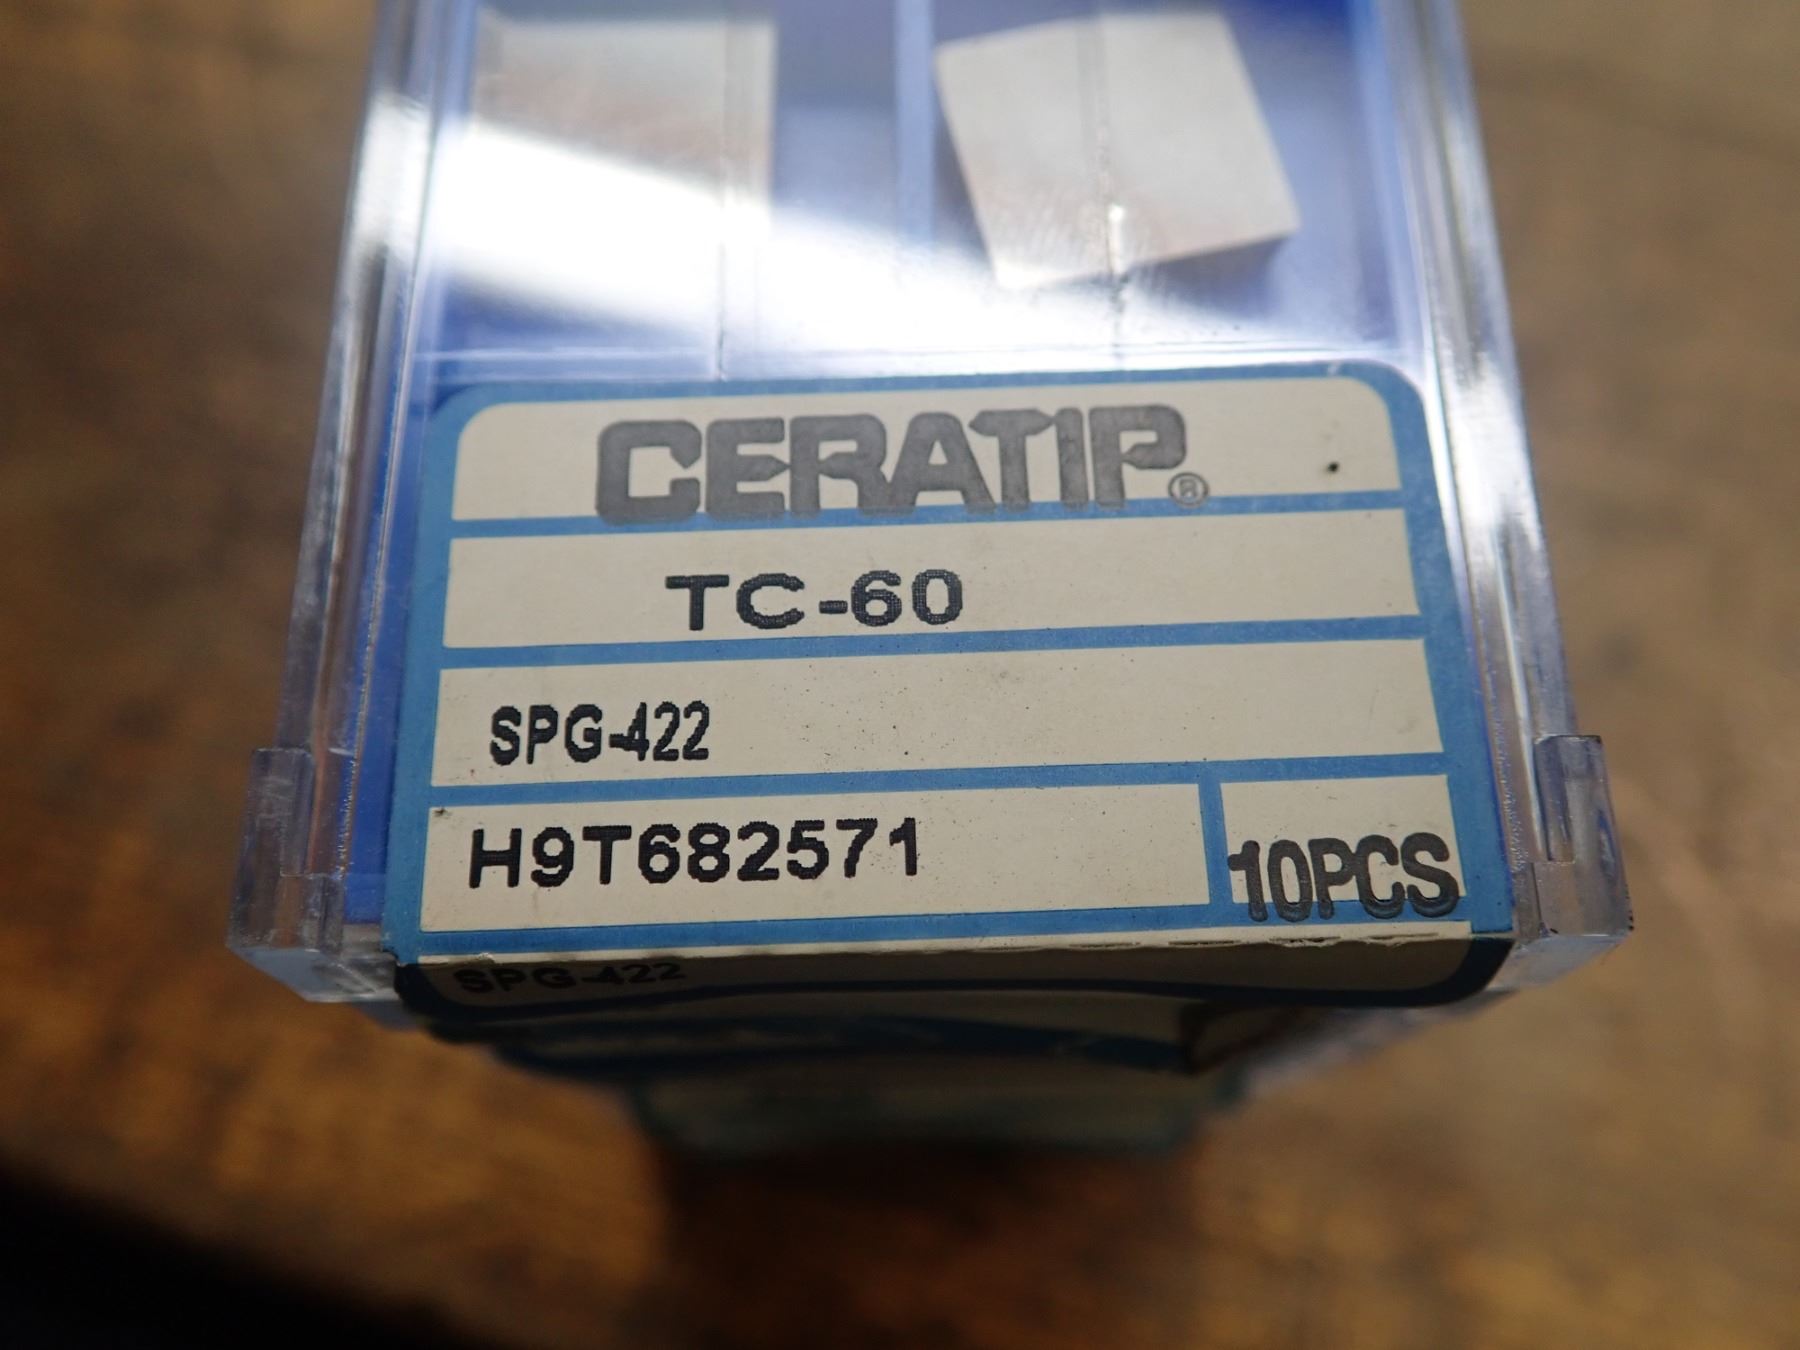 CERATIP®
TC-60
SPG-422
H9T682571
10PCS
SPG-422